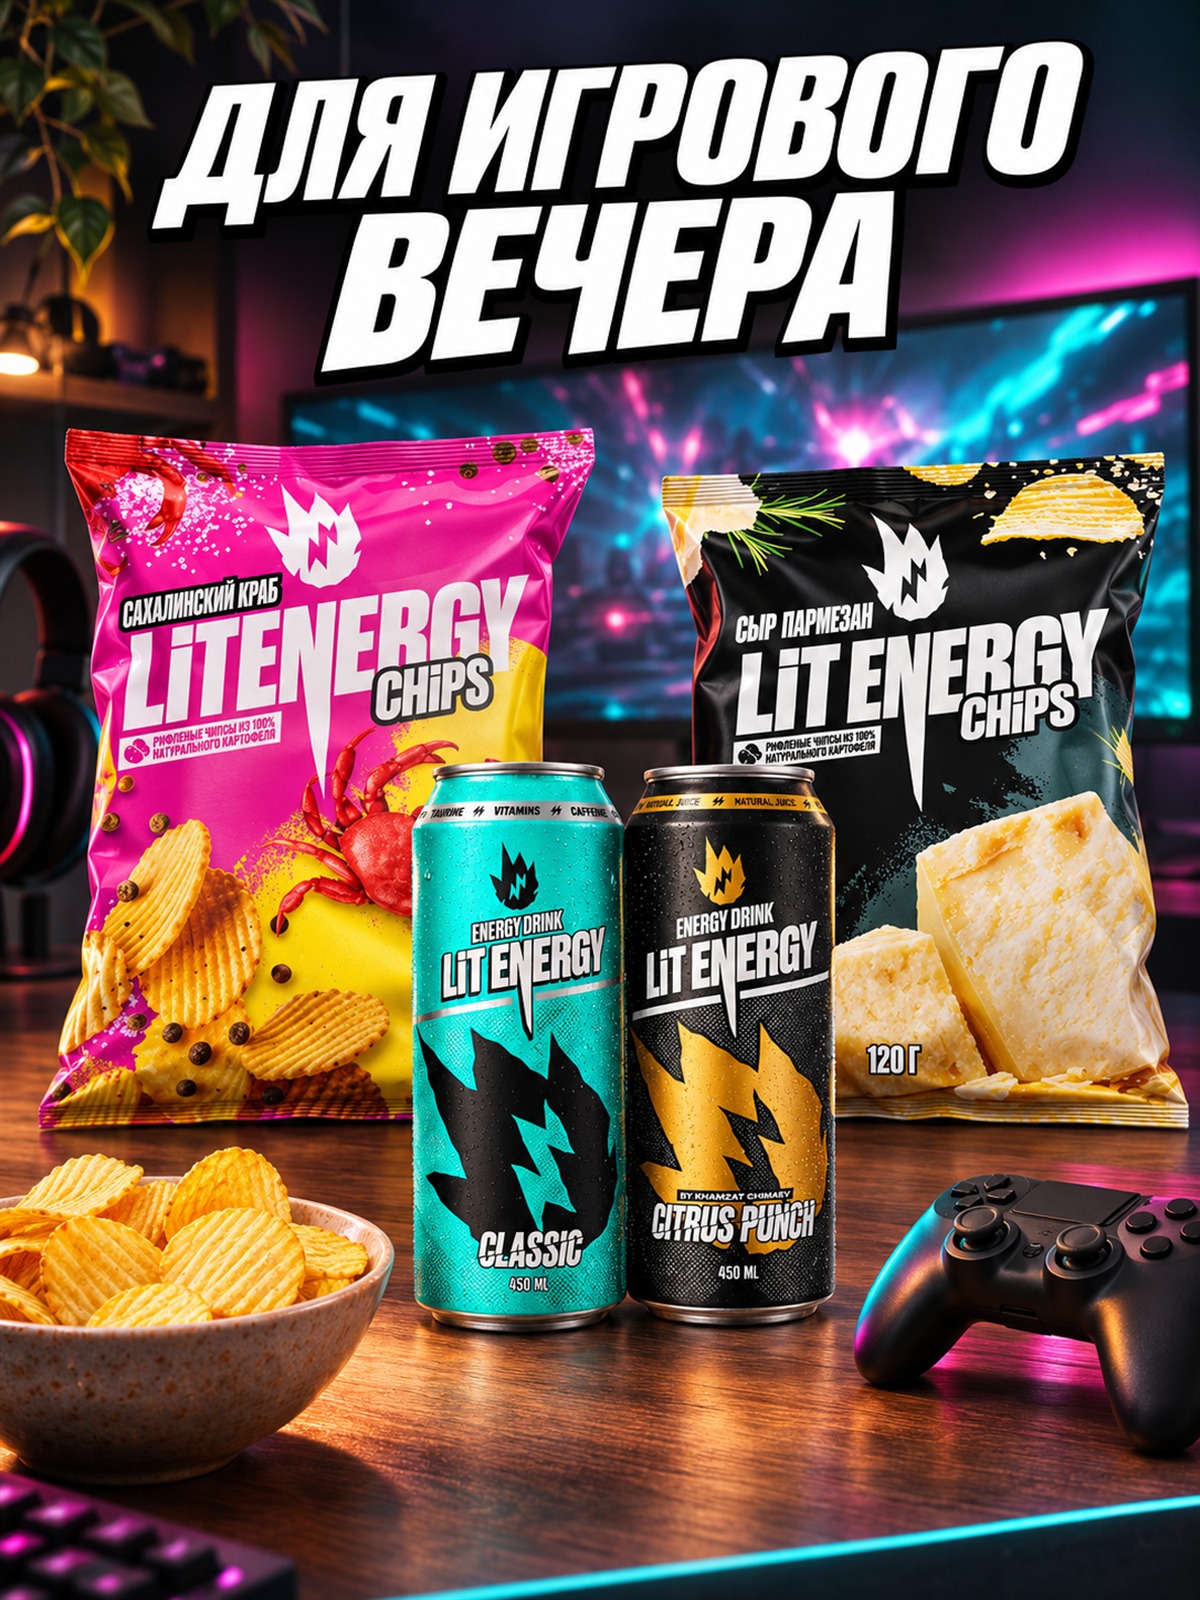 ДЛЯ ИГРОВОГО
ВЕЧЕРА
САХАЛИНСКИЙ КРАБ
LiTENERGY
CHiPS
РИФЛЕНЫЕ ЧИПСЫ ИЗ 100%
НАТУРАЛЬНОГО КАРТОФЕЛЯ
СЫР ПАРМЕЗАН
LiT ENERGY
CHiPS
РИФЛЕНЫЕ ЧИПСЫ ИЗ 100%
НАТУРАЛЬНОГО КАРТОФЕЛЯ
120 Г
TAURINE VITAMINS CAFFEINE
ENERGY DRINK
LiT ENERGY
CLASSIC
450 ML
NATURAL JUICE NATURAL JUICE
ENERGY DRINK
LiT ENERGY
BY KHAMZAT CHIMAEV
CITRUS PUNCH
450 ML